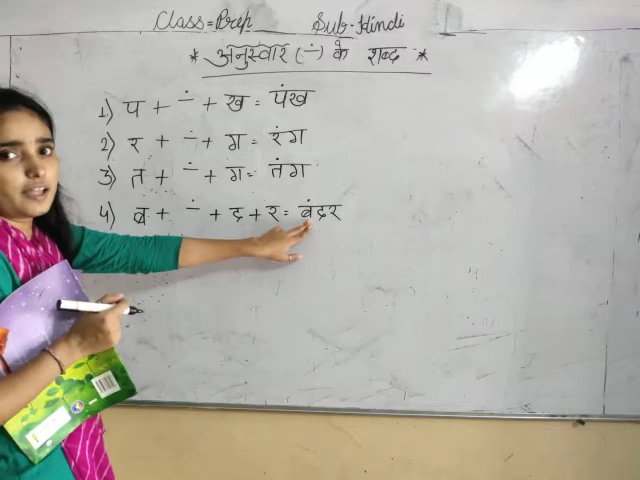 Class=Prep Sub-Hindi
* अनुस्वार (∸) के शब्द *
1) प + ∸ + ख = पंख
2) र + ∸ + ग = रंग
3) त + ∸ + ग = तंग
4) ब + ∸ + द + र = बंदर